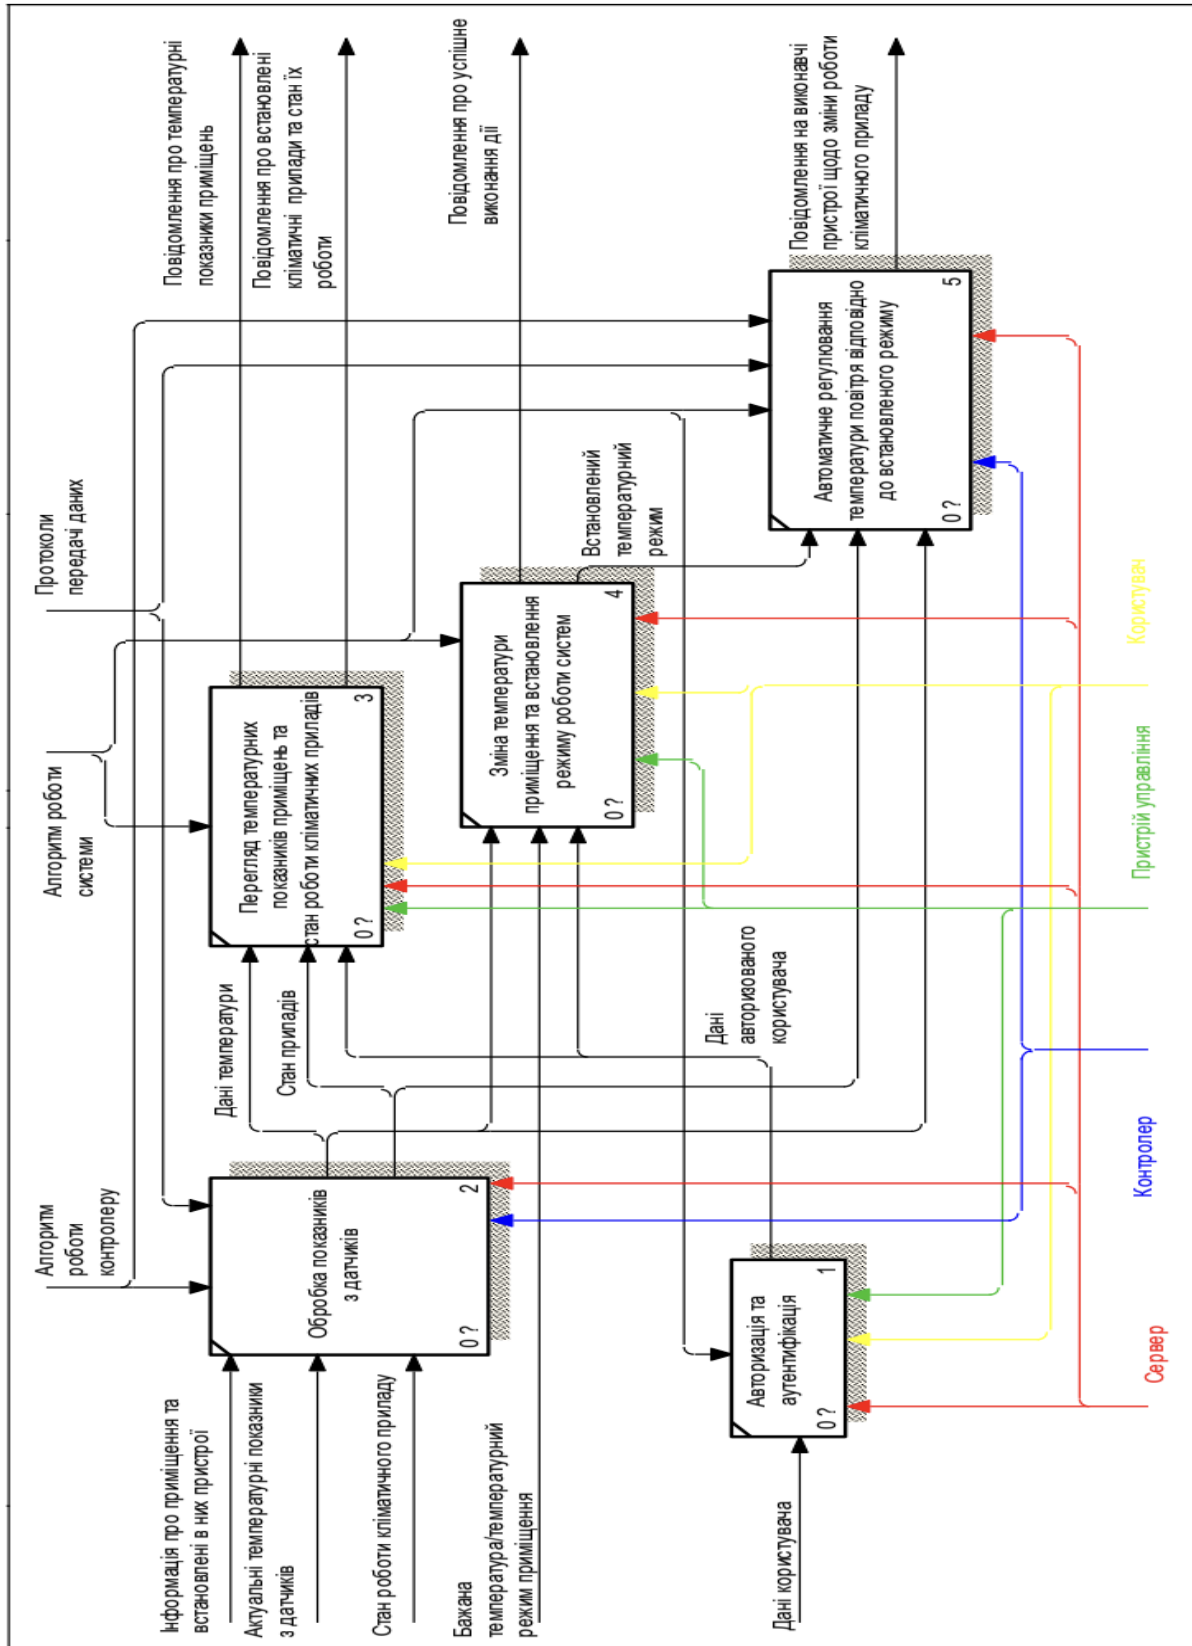 Протоколи
передачі даних
Алгоритм роботи
системи
Алгоритм
роботи
контролеру
Повідомлення про температурні
показники приміщень
Повідомлення про встановлені
кліматичні прилади та стан їх
роботи
Повідомлення про успішне
виконання дії
Повідомлення на виконавчі
пристрої щодо зміни роботи
кліматичного приладу
Інформація про приміщення та
встановлені в них пристрої
Актуальні температурні показники
з датчиків
Стан роботи кліматичного приладу
Бажана
температура/температурний
режим приміщення
Дані користувача
Обробка показників
з датчиків
0 ?
2
Дані температури
Стан приладів
Перегляд температурних
показників приміщень та
стан роботи кліматичних приладів
0 ?
3
Зміна температури
приміщення та встановлення
режиму роботи систем
0 ?
4
Встановлений
температурний
режим
Автоматичне регулювання
температури повітря відповідно
до встановленого режиму
0 ?
5
Дані
авторизованого
користувача
Авторизація та
аутентифікація
0 ?
1
Сервер
Контролер
Пристрій управління
Користувач